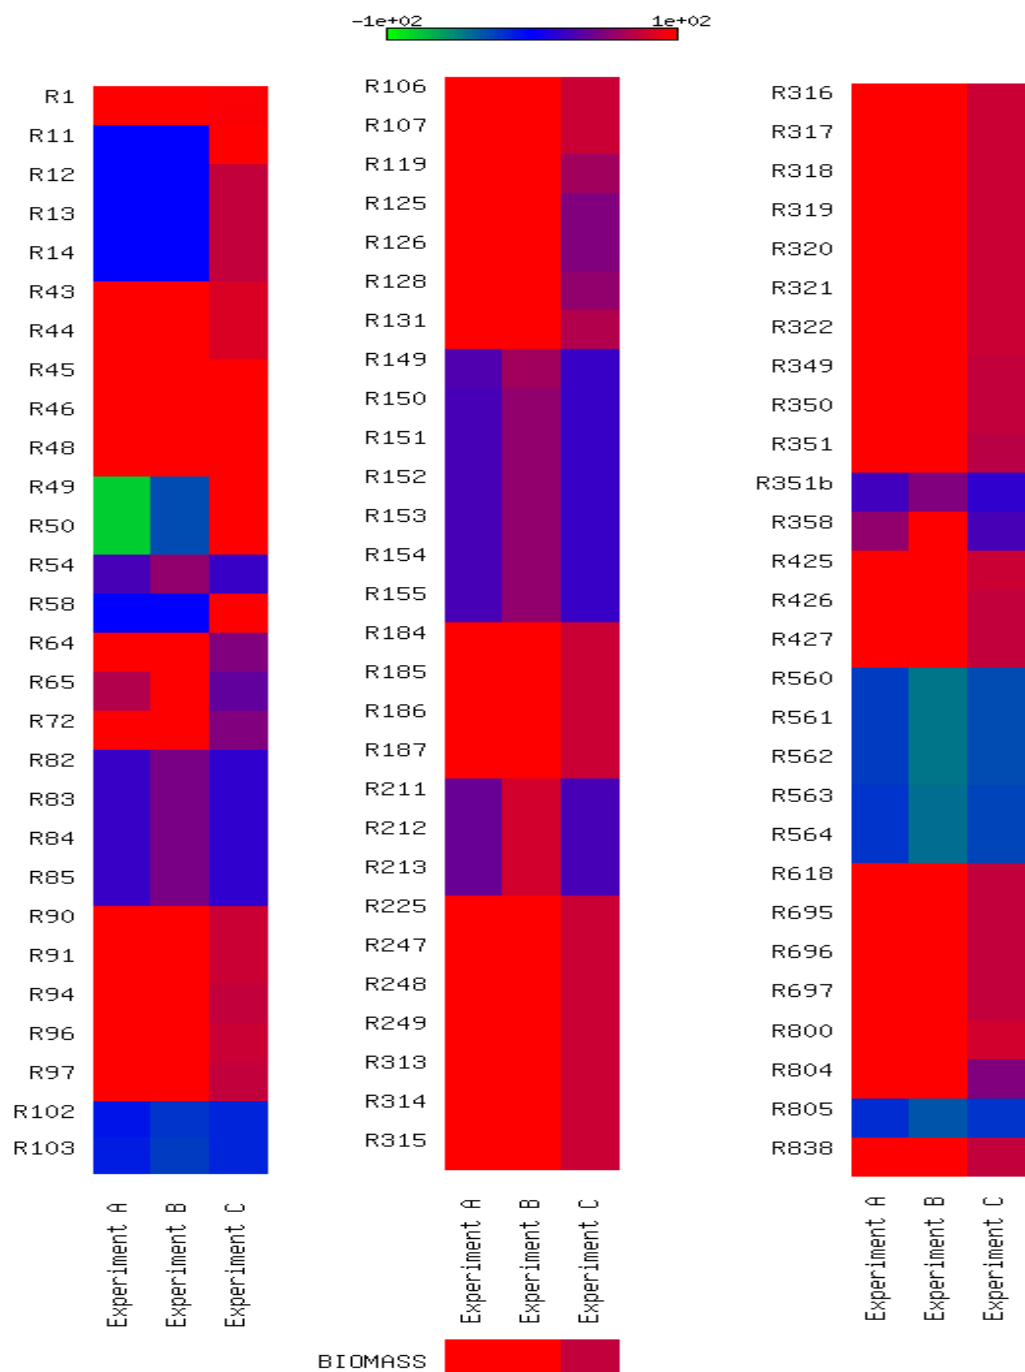 -1e+02 1e+02
R1
R11
R12
R13
R14
R43
R44
R45
R46
R48
R49
R50
R54
R58
R64
R65
R72
R82
R83
R84
R85
R90
R91
R94
R96
R97
R102
R103
Experiment A
Experiment B
Experiment C
R106
R107
R119
R125
R126
R128
R131
R149
R150
R151
R152
R153
R154
R155
R184
R185
R186
R187
R211
R212
R213
R225
R247
R248
R249
R313
R314
R315
Experiment A
Experiment B
Experiment C
BIOMASS
R316
R317
R318
R319
R320
R321
R322
R349
R350
R351
R351b
R358
R425
R426
R427
R560
R561
R562
R563
R564
R618
R695
R696
R697
R800
R804
R805
R838
Experiment A
Experiment B
Experiment C